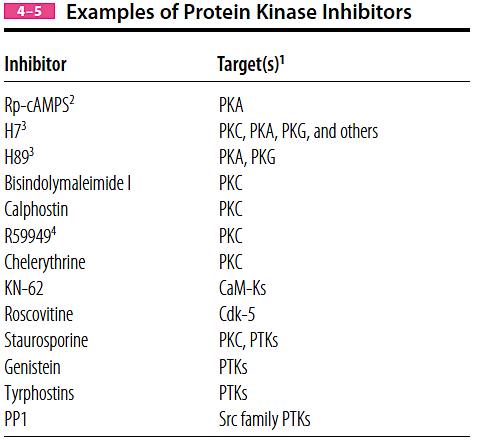 4–5 Examples of Protein Kinase Inhibitors
Inhibitor Target(s)¹
Rp-cAMPS² PKA
H7³ PKC, PKA, PKG, and others
H89³ PKA, PKG
Bisindolymaleimide I PKC
Calphostin PKC
R59949⁴ PKC
Chelerythrine PKC
KN-62 CaM-Ks
Roscovitine Cdk-5
Staurosporine PKC, PTKs
Genistein PTKs
Tyrphostins PTKs
PP1 Src family PTKs